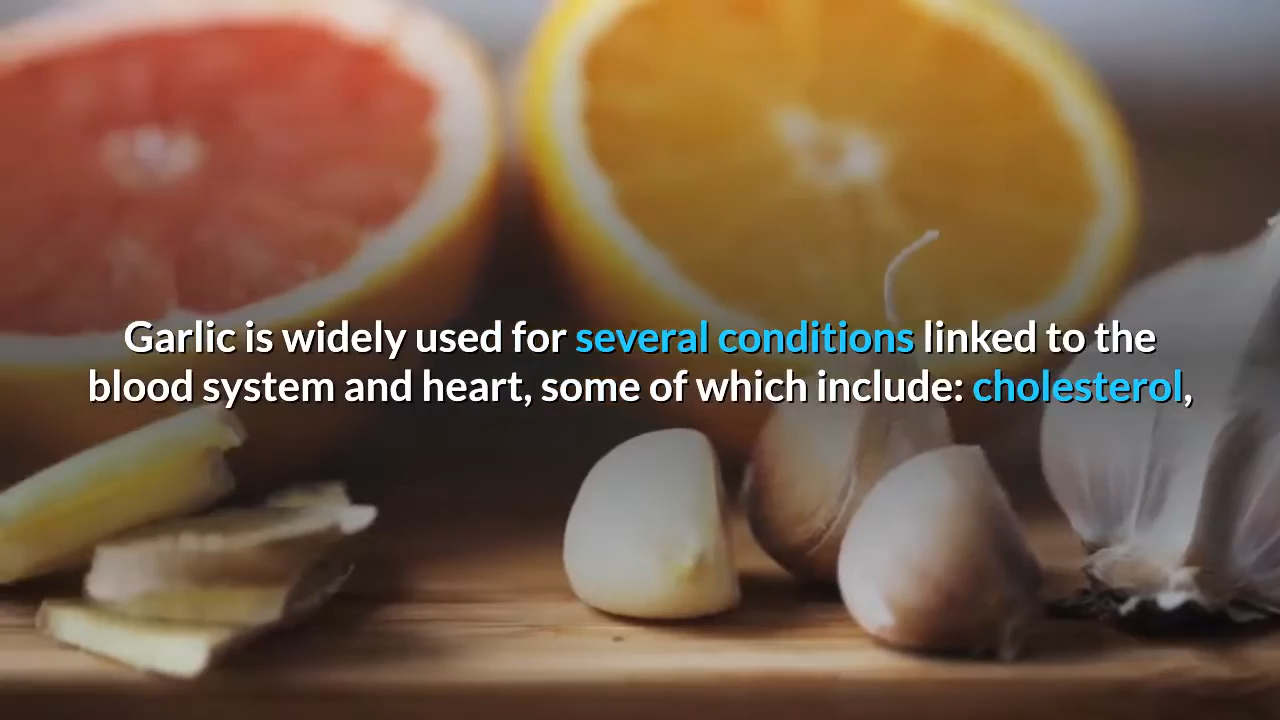 Garlic is widely used for several conditions linked to the
blood system and heart, some of which include: cholesterol,